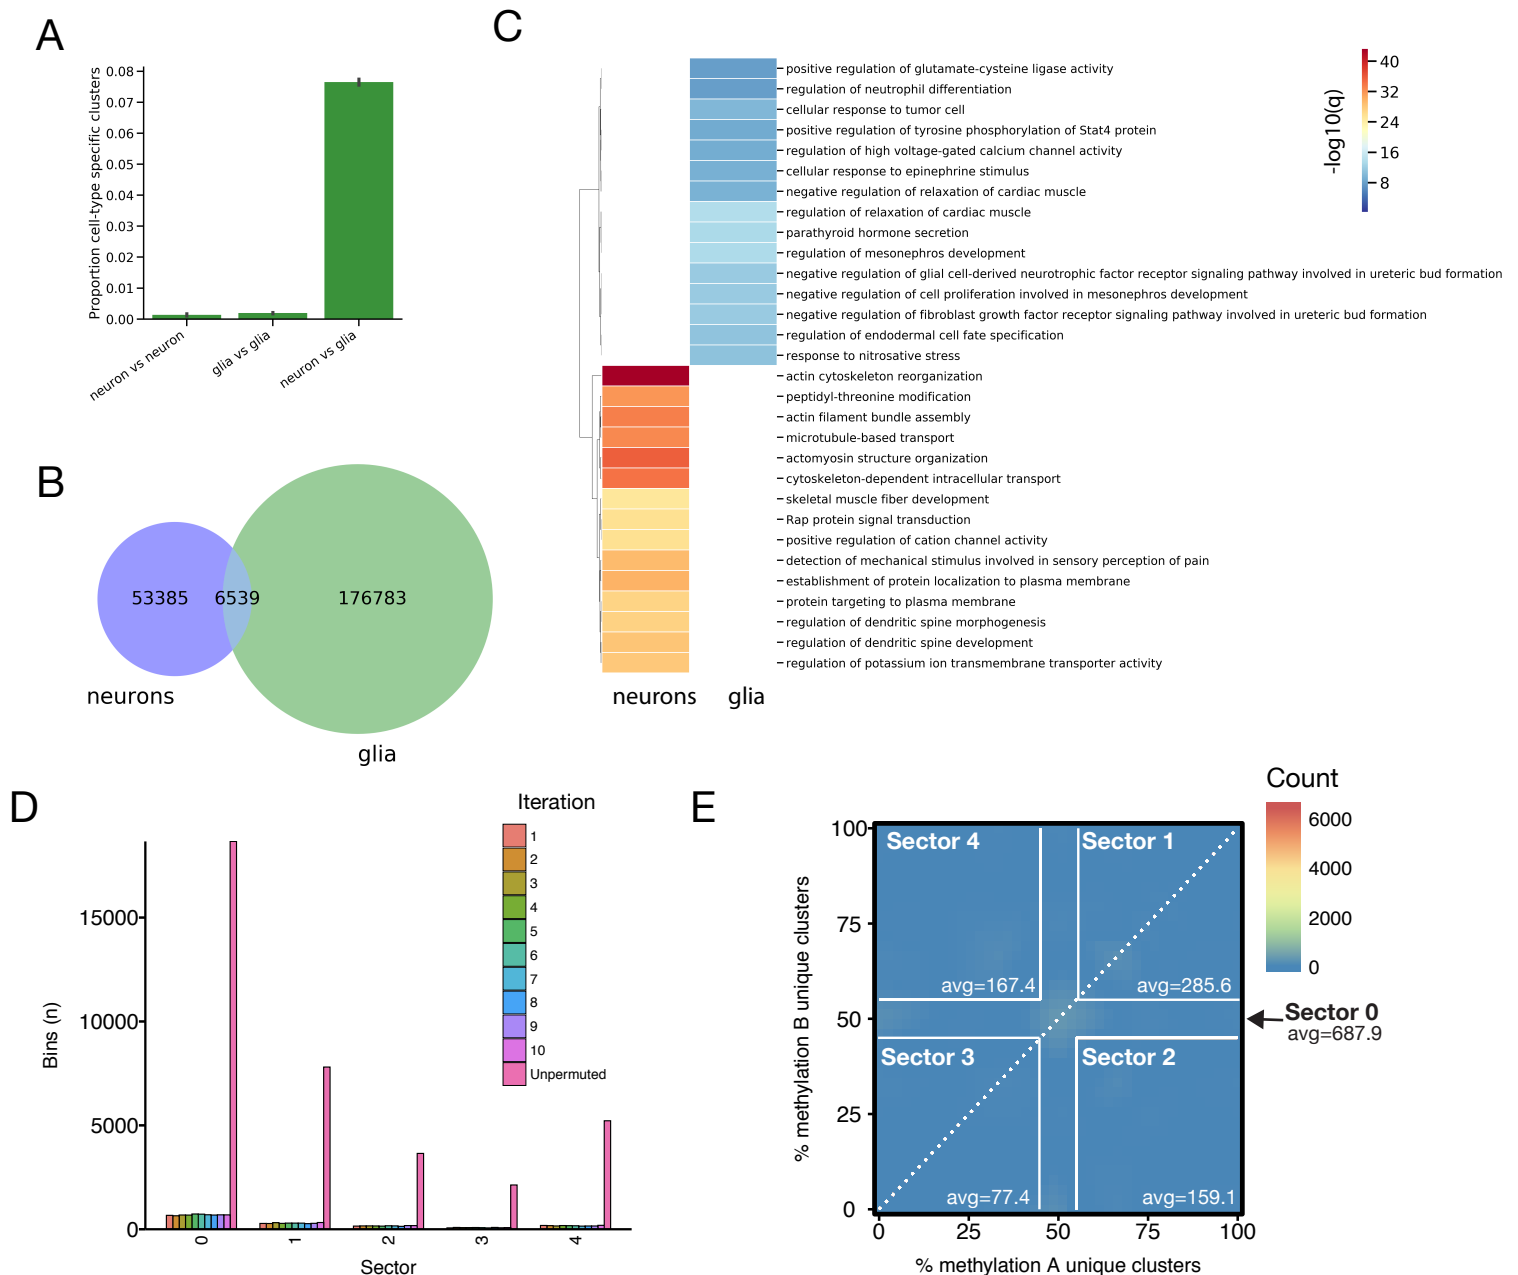 A
Proportion cell-type specific clusters
0.08
0.07
0.06
0.05
0.04
0.03
0.02
0.01
0.00
neuron vs neuron
glia vs glia
neuron vs glia
B
53385
6539
176783
neurons
glia
C
positive regulation of glutamate-cysteine ligase activity
regulation of neutrophil differentiation
cellular response to tumor cell
positive regulation of tyrosine phosphorylation of Stat4 protein
regulation of high voltage-gated calcium channel activity
cellular response to epinephrine stimulus
negative regulation of relaxation of cardiac muscle
regulation of relaxation of cardiac muscle
parathyroid hormone secretion
regulation of mesonephros development
negative regulation of glial cell-derived neurotrophic factor receptor signaling pathway involved in ureteric bud formation
negative regulation of cell proliferation involved in mesonephros development
negative regulation of fibroblast growth factor receptor signaling pathway involved in ureteric bud formation
regulation of endodermal cell fate specification
response to nitrosative stress
actin cytoskeleton reorganization
peptidyl-threonine modification
actin filament bundle assembly
microtubule-based transport
actomyosin structure organization
cytoskeleton-dependent intracellular transport
skeletal muscle fiber development
Rap protein signal transduction
positive regulation of cation channel activity
detection of mechanical stimulus involved in sensory perception of pain
establishment of protein localization to plasma membrane
protein targeting to plasma membrane
regulation of dendritic spine morphogenesis
regulation of dendritic spine development
regulation of potassium ion transmembrane transporter activity
neurons
glia
-log10(q)
40
32
24
16
8
D
Bins (n)
15000
10000
5000
0
0
1
2
3
4
Sector
Iteration
1
2
3
4
5
6
7
8
9
10
Unpermuted
E
% methylation B unique clusters
100
75
50
25
0
Sector 4
Sector 1
avg=167.4
avg=285.6
Sector 3
Sector 2
avg=77.4
avg=159.1
0
25
50
75
100
% methylation A unique clusters
Count
6000
4000
2000
0
Sector 0
avg=687.9